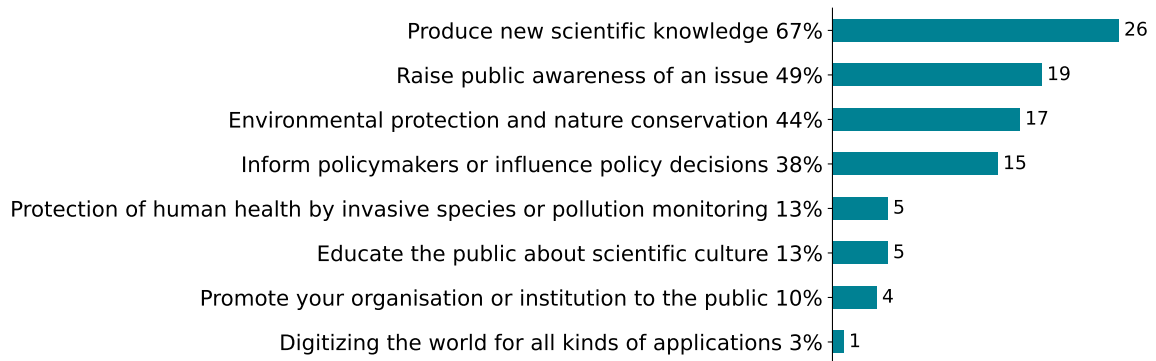 Produce new scientific knowledge 67% 26
Raise public awareness of an issue 49% 19
Environmental protection and nature conservation 44% 17
Inform policymakers or influence policy decisions 38% 15
Protection of human health by invasive species or pollution monitoring 13% 5
Educate the public about scientific culture 13% 5
Promote your organisation or institution to the public 10% 4
Digitizing the world for all kinds of applications 3% 1